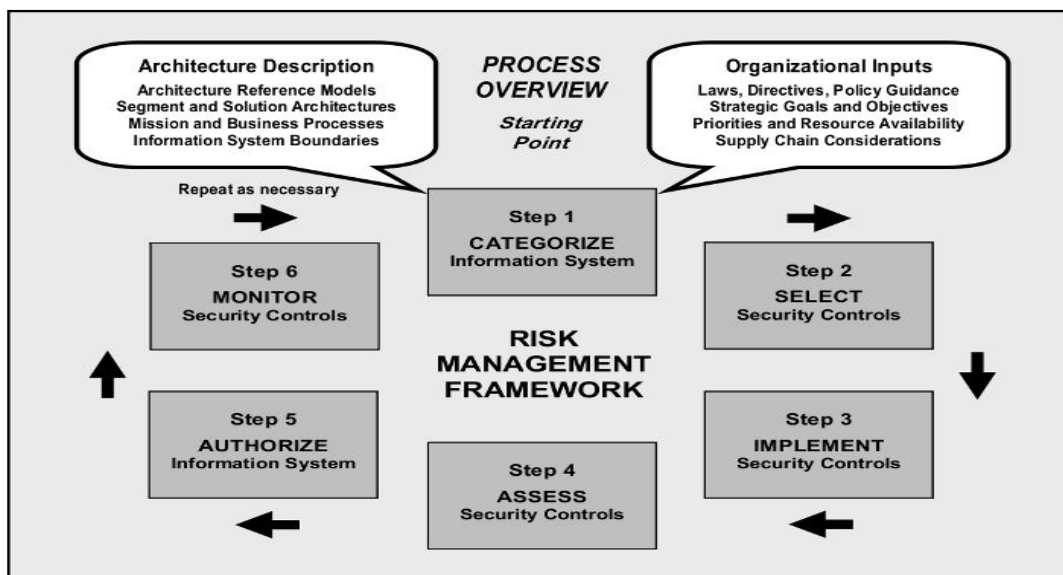 Architecture Description
Architecture Reference Models
Segment and Solution Architectures
Mission and Business Processes
Information System Boundaries
PROCESS
OVERVIEW
Starting
Point
Organizational Inputs
Laws, Directives, Policy Guidance
Strategic Goals and Objectives
Priorities and Resource Availability
Supply Chain Considerations
Repeat as necessary
Step 1
CATEGORIZE
Information System
Step 2
SELECT
Security Controls
Step 3
IMPLEMENT
Security Controls
Step 4
ASSESS
Security Controls
Step 5
AUTHORIZE
Information System
Step 6
MONITOR
Security Controls
RISK
MANAGEMENT
FRAMEWORK